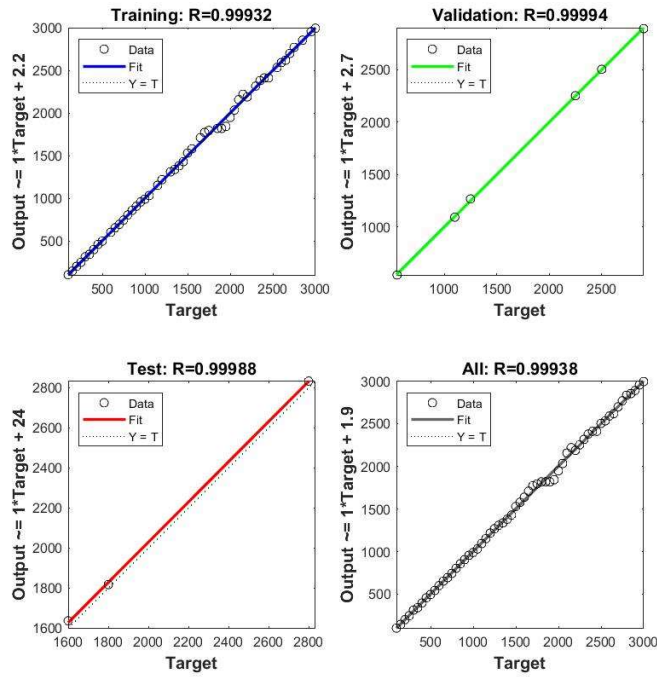 Training: R=0.99932
Output ~= 1*Target + 2.2
3000
2500
2000
1500
1000
500
Data
Fit
Y = T
500 1000 1500 2000 2500 3000
Target
Validation: R=0.99994
Output ~= 1*Target + 2.7
2500
2000
1500
1000
Data
Fit
Y = T
1000 1500 2000 2500
Target
Test: R=0.99988
Output ~= 1*Target + 24
2800
2600
2400
2200
2000
1800
1600
Data
Fit
Y = T
1600 1800 2000 2200 2400 2600 2800
Target
All: R=0.99938
Output ~= 1*Target + 1.9
3000
2500
2000
1500
1000
500
Data
Fit
Y = T
500 1000 1500 2000 2500 3000
Target